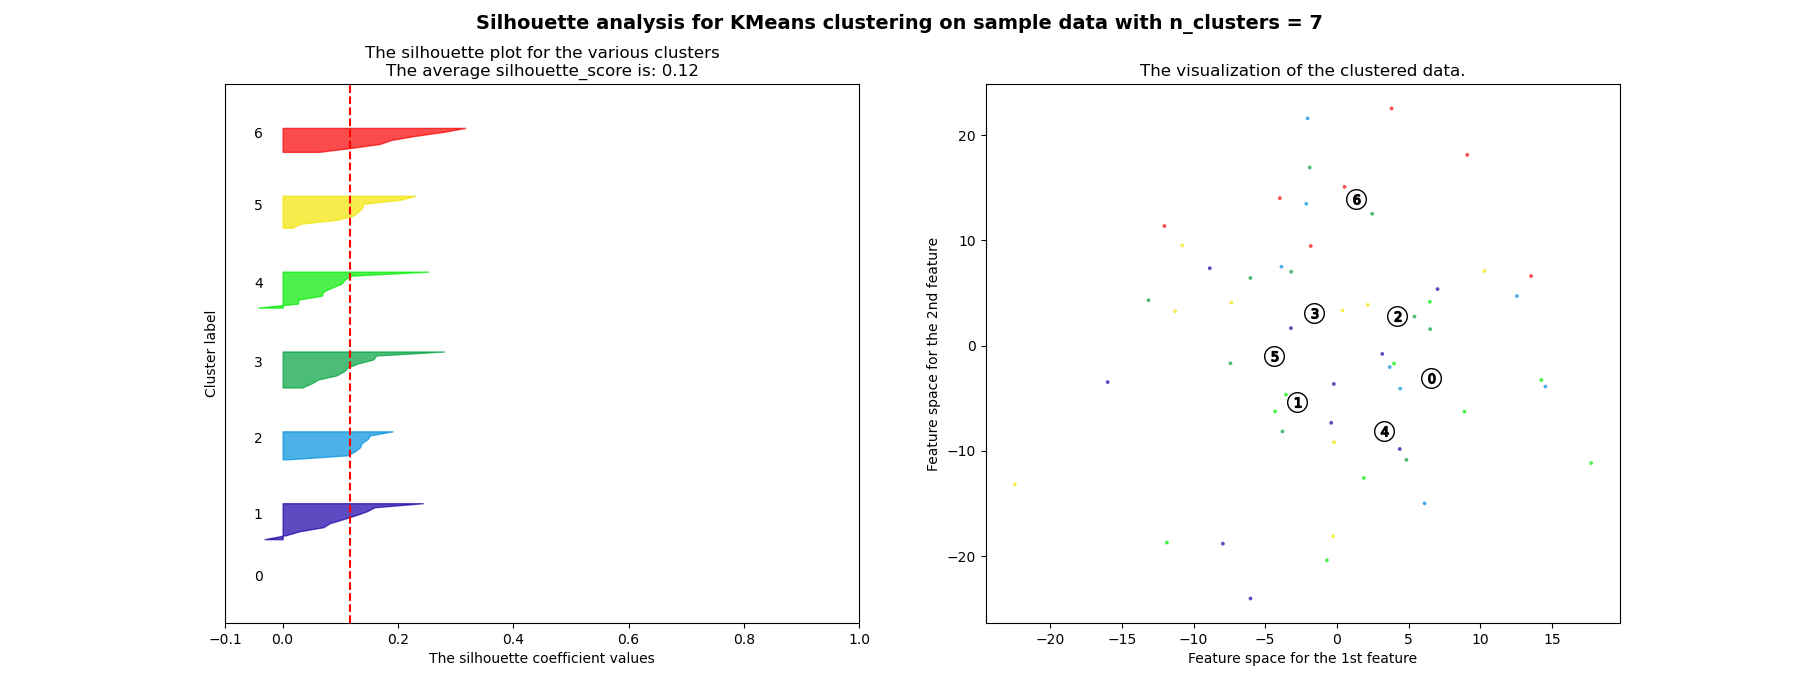 Silhouette analysis for KMeans clustering on sample data with n_clusters = 7
The silhouette plot for the various clusters
The average silhouette_score is: 0.12
Cluster label
6
5
4
3
2
1
0
−0.1 0.0 0.2 0.4 0.6 0.8 1.0
The silhouette coefficient values
The visualization of the clustered data.
Feature space for the 2nd feature
20
10
0
−10
−20
6
3
2
5
0
1
4
−20 −15 −10 −5 0 5 10 15
Feature space for the 1st feature